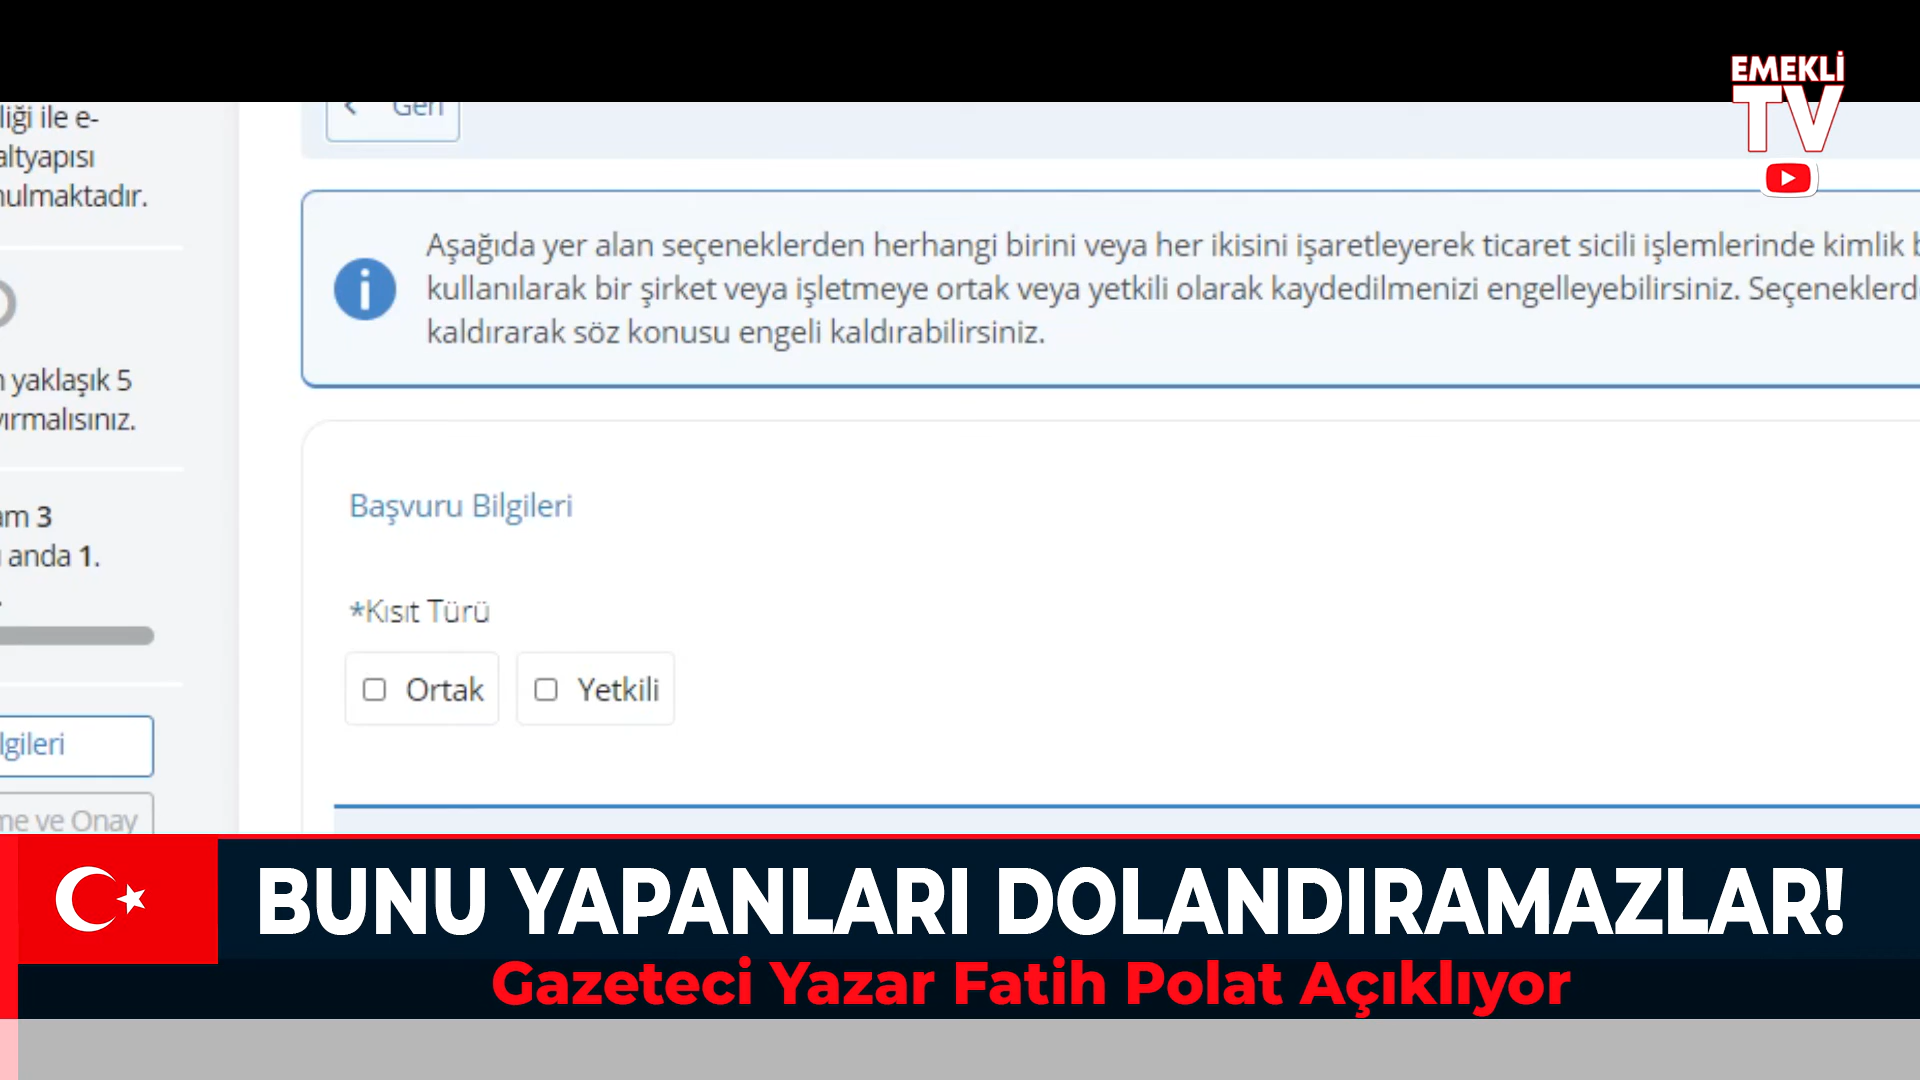 EMEKLİ
TV
Geri
liği ile e-
altyapısı
nulmaktadır.
Aşağıda yer alan seçeneklerden herhangi birini veya her ikisini işaretleyerek ticaret sicili işlemlerinde kimlik b
kullanılarak bir şirket veya işletmeye ortak veya yetkili olarak kaydedilmenizi engelleyebilirsiniz. Seçeneklerd
kaldırarak söz konusu engeli kaldırabilirsiniz.
n yaklaşık 5
yırmalısınız.
am 3
anda 1.
Başvuru Bilgileri
*Kısıt Türü
Ortak
Yetkili
lgileri
me ve Onay
BUNU YAPANLARI DOLANDIRAMAZLAR!
Gazeteci Yazar Fatih Polat Açıklıyor